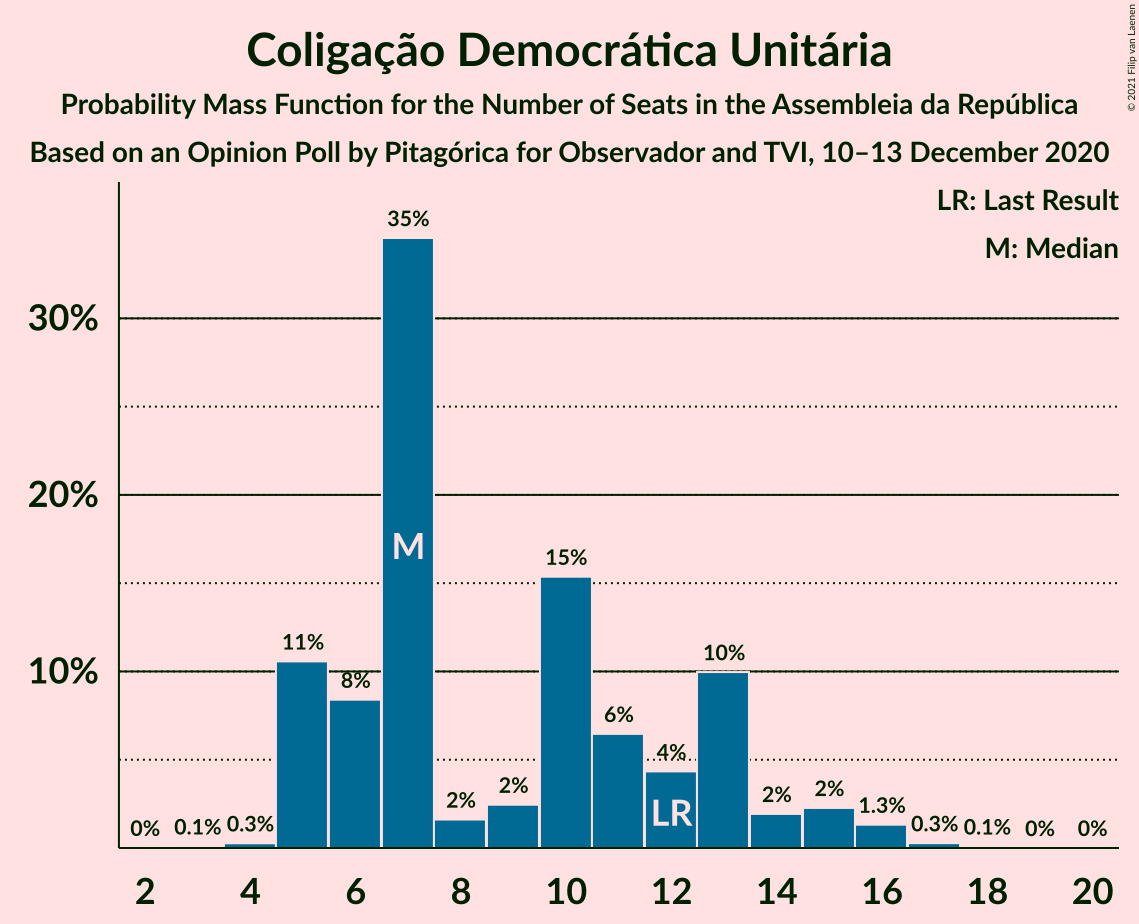 Coligação Democrática Unitária
Probability Mass Function for the Number of Seats in the Assembleia da República
Based on an Opinion Poll by Pitagórica for Observador and TVI, 10–13 December 2020
© 2021 Filip van Laenen
LR: Last Result
M: Median
30%
20%
10%
0%
0.1%
0.3%
11%
8%
35%
2%
2%
15%
6%
4%
10%
2%
2%
1.3%
0.3%
0.1%
0%
0%
M
LR
2 4 6 8 10 12 14 16 18 20